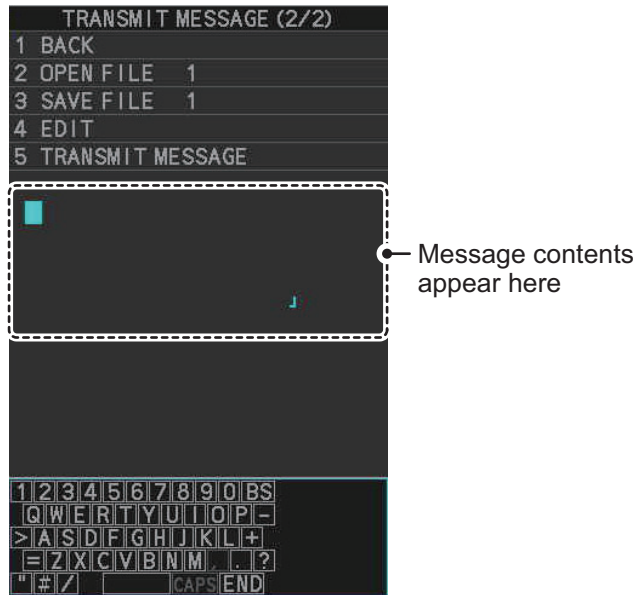 TRANSMIT MESSAGE (2/2)
1 BACK
2 OPEN FILE 1
3 SAVE FILE 1
4 EDIT
5 TRANSMIT MESSAGE
Message contents
appear here
1 2 3 4 5 6 7 8 9 0 BS
Q W E R T Y U I O P -
> A S D F G H J K L +
= Z X C V B N M , . ?
" # / CAPS END